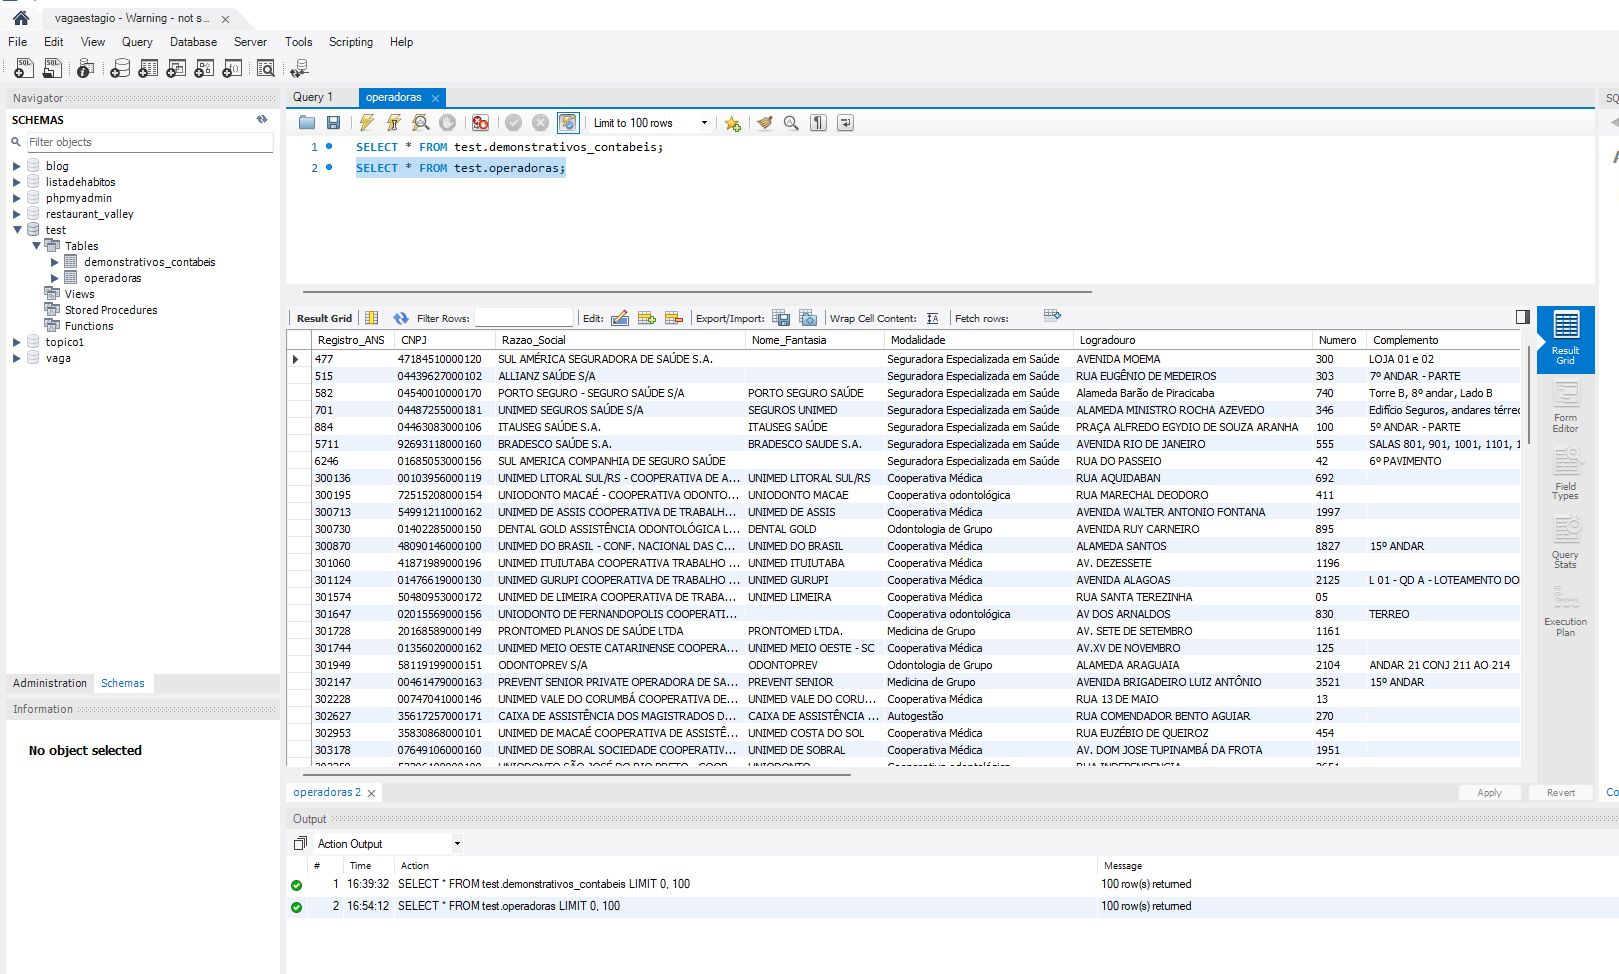 vagaestagio - Warning - not s...
File Edit View Query Database Server Tools Scripting Help
Navigator
SCHEMAS
Filter objects
blog
listadehabitos
phpmyadmin
restaurant_valley
test
Tables
demonstrativos_contabeis
operadoras
Views
Stored Procedures
Functions
topico1
vaga
Administration Schemas
Information
No object selected
Query 1 operadoras
Limit to 100 rows
1 SELECT * FROM test.demonstrativos_contabeis;
2 SELECT * FROM test.operadoras;
Result Grid Filter Rows: Edit: Export/Import: Wrap Cell Content: Fetch rows:
Registro_ANS CNPJ Razao_Social Nome_Fantasia Modalidade Logradouro Numero Complemento
477 47184510000120 SUL AMÉRICA SEGURADORA DE SAÚDE S.A. Seguradora Especializada em Saúde AVENIDA MOEMA 300 LOJA 01 e 02
515 04439627000102 ALLIANZ SAÚDE S/A Seguradora Especializada em Saúde RUA EUGÊNIO DE MEDEIROS 303 7º ANDAR - PARTE
582 04540010000170 PORTO SEGURO - SEGURO SAÚDE S/A PORTO SEGURO SAÚDE Seguradora Especializada em Saúde Alameda Barão de Piracicaba 740 Torre B, 8º andar, Lado B
701 04487255000181 UNIMED SEGUROS SAÚDE S/A SEGUROS UNIMED Seguradora Especializada em Saúde ALAMEDA MINISTRO ROCHA AZEVEDO 346 Edifício Seguros, andares térreo
884 04463083000106 ITAUSEG SAÚDE S.A. ITAUSEG SAÚDE Seguradora Especializada em Saúde PRAÇA ALFREDO EGYDIO DE SOUZA ARANHA 100 5º ANDAR - PARTE
5711 92693118000160 BRADESCO SAÚDE S.A. BRADESCO SAUDE S.A. Seguradora Especializada em Saúde AVENIDA RIO DE JANEIRO 555 SALAS 801, 901, 1001, 1101, 1
6246 01685053000156 SUL AMERICA COMPANHIA DE SEGURO SAÚDE Seguradora Especializada em Saúde RUA DO PASSEIO 42 6º PAVIMENTO
300136 00103956000119 UNIMED LITORAL SUL/RS - COOPERATIVA DE A... UNIMED LITORAL SUL/RS Cooperativa Médica RUA AQUIDABAN 692
300195 72515208000154 UNIODONTO MACAÉ - COOPERATIVA ODONTO... UNIODONTO MACAE Cooperativa odontológica RUA MARECHAL DEODORO 411
300713 54991211000162 UNIMED DE ASSIS COOPERATIVA DE TRABALH... UNIMED DE ASSIS Cooperativa Médica AVENIDA WALTER ANTONIO FONTANA 1997
300730 01402285000150 DENTAL GOLD ASSISTÊNCIA ODONTOLÓGICA L... DENTAL GOLD Odontologia de Grupo AVENIDA RUY CARNEIRO 895
300870 48090146000100 UNIMED DO BRASIL - CONF. NACIONAL DAS C... UNIMED DO BRASIL Cooperativa Médica ALAMEDA SANTOS 1827 15º ANDAR
301060 41871989000196 UNIMED ITUIUTABA COOPERATIVA TRABALHO ... UNIMED ITUIUTABA Cooperativa Médica AV. DEZESSETE 1196
301124 01476619000130 UNIMED GURUPI COOPERATIVA DE TRABALHO ... UNIMED GURUPI Cooperativa Médica AVENIDA ALAGOAS 2125 L 01 - QD A - LOTEAMENTO DO
301574 50480953000172 UNIMED DE LIMEIRA COOPERATIVA DE TRABA... UNIMED LIMEIRA Cooperativa Médica RUA SANTA TEREZINHA 05
301647 02015569000156 UNIODONTO DE FERNANDOPOLIS COOPERATI... Cooperativa odontológica AV DOS ARNALDOS 830 TERREO
301728 20168589000149 PRONTOMED PLANOS DE SAÚDE LTDA PRONTOMED LTDA. Medicina de Grupo AV. SETE DE SETEMBRO 1161
301744 01356020000162 UNIMED MEIO OESTE CATARINENSE COOPERA... UNIMED MEIO OESTE - SC Cooperativa Médica AV.XV DE NOVEMBRO 125
301949 58119199000151 ODONTOPREV S/A ODONTOPREV Odontologia de Grupo ALAMEDA ARAGUAIA 2104 ANDAR 21 CONJ 211 AO 214
302147 00461479000163 PREVENT SENIOR PRIVATE OPERADORA DE SA... PREVENT SENIOR Medicina de Grupo AVENIDA BRIGADEIRO LUIZ ANTÔNIO 3521 15º ANDAR
302228 00747041000146 UNIMED VALE DO CORUMBÁ COOPERATIVA DE... UNIMED VALE DO CORU... Cooperativa Médica RUA 13 DE MAIO 13
302627 35617257000171 CAIXA DE ASSISTÊNCIA DOS MAGISTRADOS D... CAIXA DE ASSISTÊNCIA ... Autogestão RUA COMENDADOR BENTO AGUIAR 270
302953 35830868000101 UNIMED DE MACAÉ COOPERATIVA DE ASSISTÊ... UNIMED COSTA DO SOL Cooperativa Médica RUA EUZÉBIO DE QUEIROZ 454
303178 07649106000160 UNIMED DE SOBRAL SOCIEDADE COOPERATIV... UNIMED DE SOBRAL Cooperativa Médica AV. DOM JOSE TUPINAMBÁ DA FROTA 1951
Result Grid
Form Editor
Field Types
Query Stats
Execution Plan
operadoras 2
Apply Revert
Co
Output
Action Output
# Time Action Message
1 16:39:32 SELECT * FROM test.demonstrativos_contabeis LIMIT 0, 100 100 row(s) returned
2 16:54:12 SELECT * FROM test.operadoras LIMIT 0, 100 100 row(s) returned